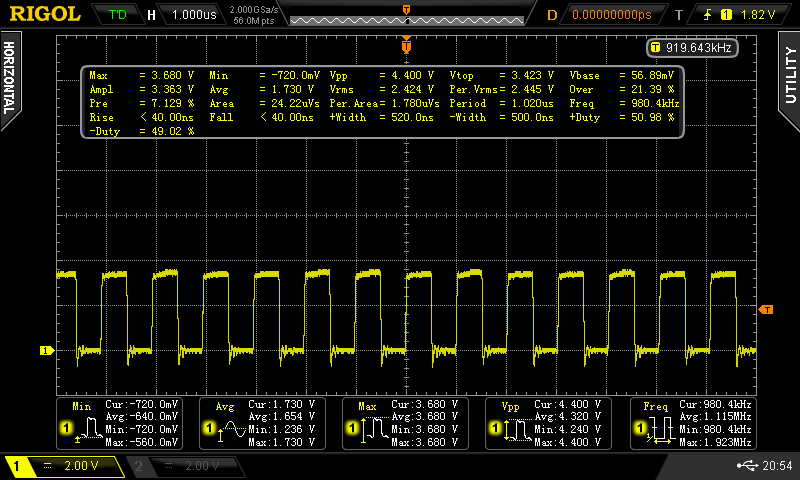 RIGOL T'D H 1.000us 2.000GSa/s 56.0M pts D 0.00000000ps T 1 1.82 V
HORIZONTAL
UTILITY
T
T 919.643kHz
Max = 3.680 V Min = -720.0mV Vpp = 4.400 V Vtop = 3.423 V Vbase = 56.89mV
Ampl = 3.363 V Avg = 1.730 V Vrms = 2.424 V Per.Vrms= 2.445 V Over = 21.39 %
Pre = 7.129 % Area = 24.22uVs Per.Area= 1.780uVs Period = 1.020us Freq = 980.4kHz
Rise < 40.00ns Fall < 40.00ns +Width = 520.0ns -Width = 500.0ns +Duty = 50.98 %
-Duty = 49.02 %
T
1
Min Cur:-720.0mV
Avg:-640.0mV
1 Min:-720.0mV
Max:-560.0mV
Avg Cur:1.730 V
Avg:1.654 V
1 Min:1.236 V
Max:1.730 V
Max Cur:3.680 V
Avg:3.680 V
1 Min:3.680 V
Max:3.680 V
Vpp Cur:4.400 V
Avg:4.320 V
1 Min:4.240 V
Max:4.400 V
Freq Cur:980.4kHz
Avg:1.115MHz
1 Min:980.4kHz
Max:1.923MHz
1 = 2.00 V 2 = 2.00 V 20:54